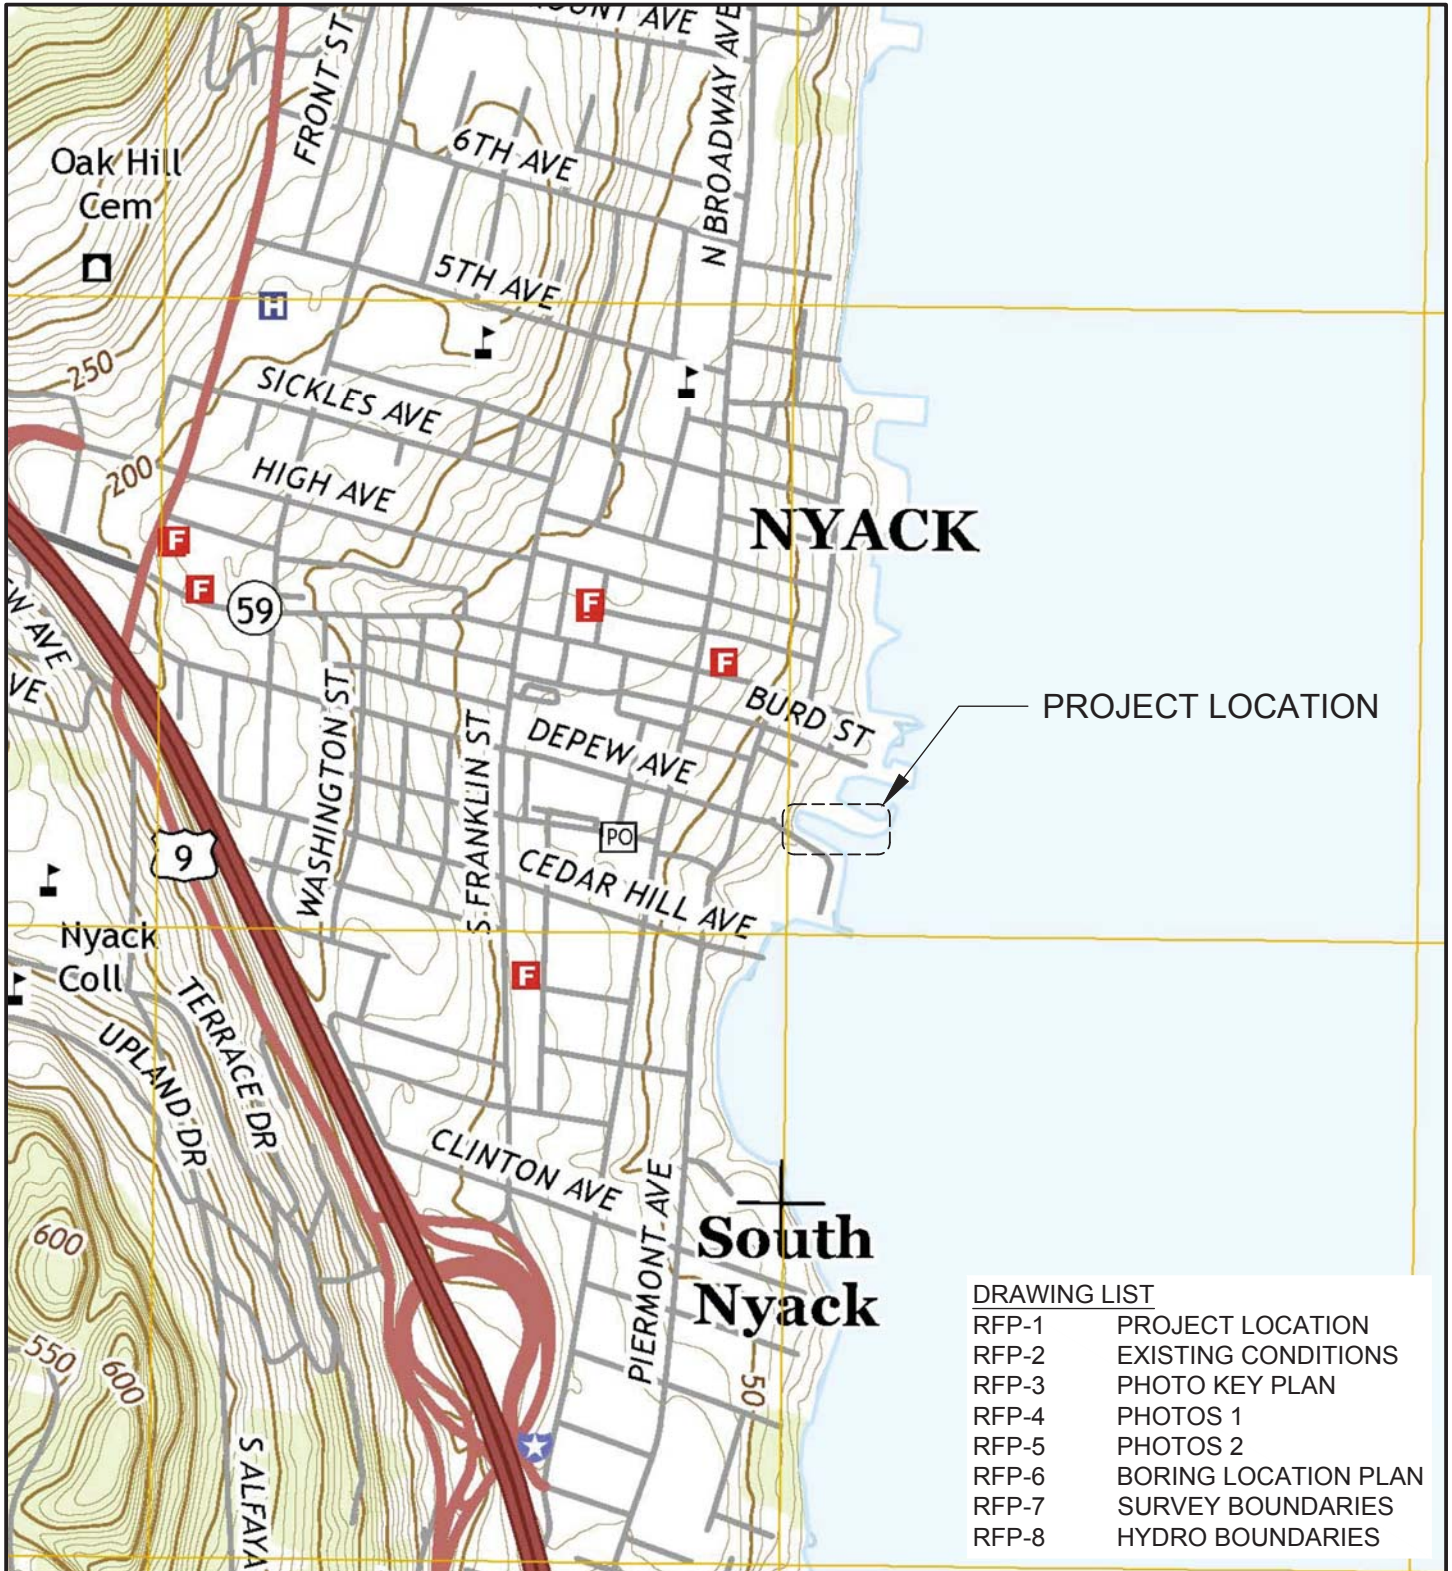 OUNT AVE
FRONT ST
N BROADWAY AVE
Oak Hill
Cem
6TH AVE
5TH AVE
H
250
SICKLES AVE
200
HIGH AVE
NYACK
F
F
F
59
F
W AVE
VE
BURD ST
PROJECT LOCATION
DEPEW AVE
WASHINGTON ST
S FRANKLIN ST
PO
9
CEDAR HILL AVE
Nyack
Coll
F
TERRACE DR
UPLAND DR
CLINTON AVE
PIERMONT AVE
South
Nyack
600
550
600
50
S ALFAYA
DRAWING LIST
RFP-1 PROJECT LOCATION
RFP-2 EXISTING CONDITIONS
RFP-3 PHOTO KEY PLAN
RFP-4 PHOTOS 1
RFP-5 PHOTOS 2
RFP-6 BORING LOCATION PLAN
RFP-7 SURVEY BOUNDARIES
RFP-8 HYDRO BOUNDARIES